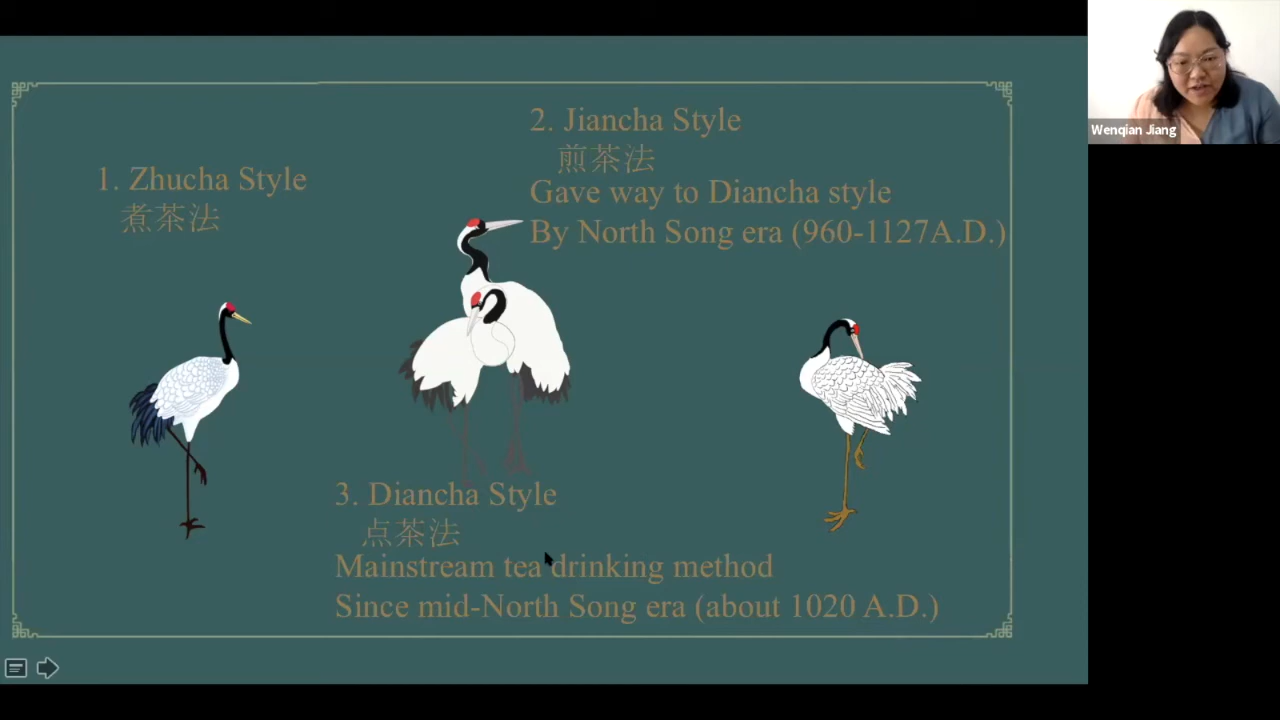 1. Zhucha Style
煮茶法
2. Jiancha Style
煎茶法
Gave way to Diancha style
By North Song era (960-1127A.D.)
3. Diancha Style
点茶法
Mainstream tea drinking method
Since mid-North Song era (about 1020 A.D.)
Wenqian Jiang